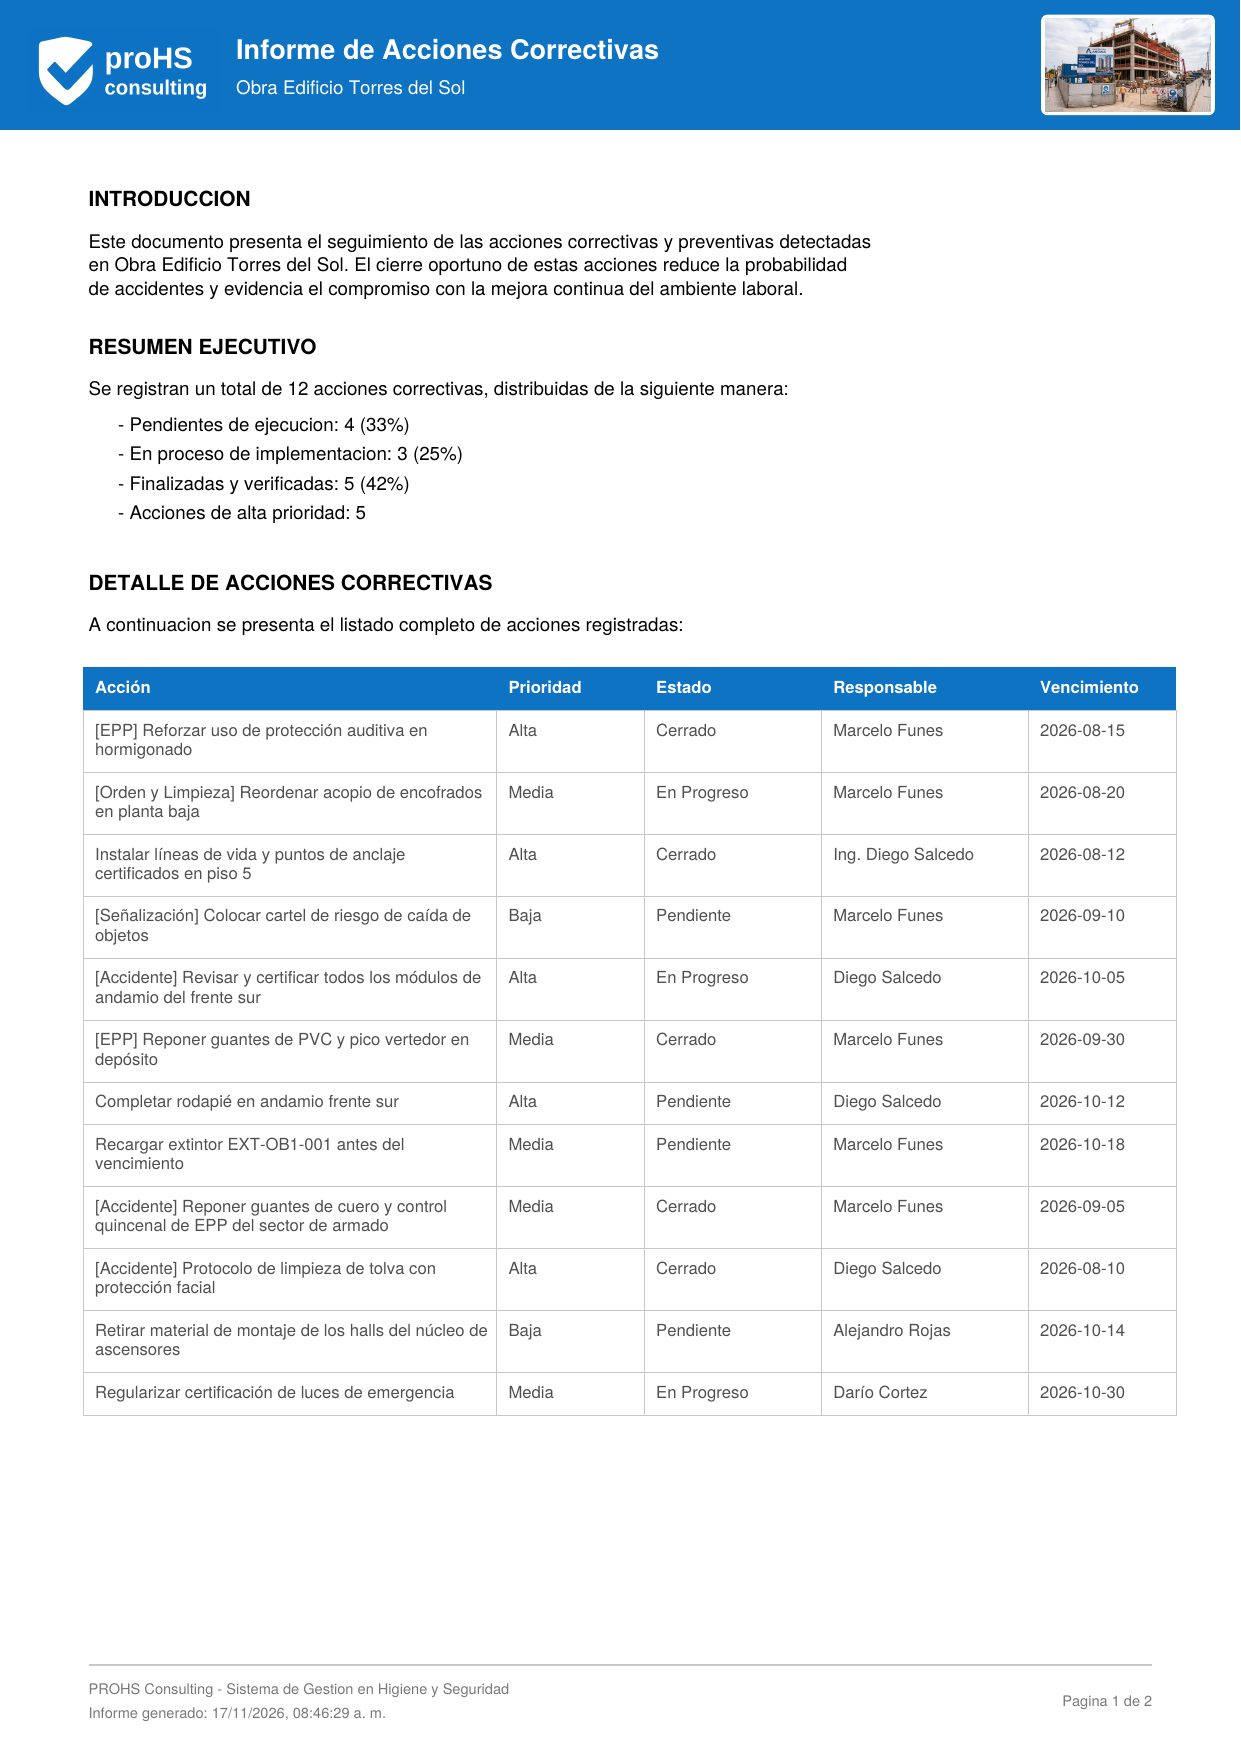 proHS
consulting
Informe de Acciones Correctivas
Obra Edificio Torres del Sol
INTRODUCCION
Este documento presenta el seguimiento de las acciones correctivas y preventivas detectadas
en Obra Edificio Torres del Sol. El cierre oportuno de estas acciones reduce la probabilidad
de accidentes y evidencia el compromiso con la mejora continua del ambiente laboral.
RESUMEN EJECUTIVO
Se registran un total de 12 acciones correctivas, distribuidas de la siguiente manera:
- Pendientes de ejecucion: 4 (33%)
- En proceso de implementacion: 3 (25%)
- Finalizadas y verificadas: 5 (42%)
- Acciones de alta prioridad: 5
DETALLE DE ACCIONES CORRECTIVAS
A continuacion se presenta el listado completo de acciones registradas:
Acción Prioridad Estado Responsable Vencimiento
[EPP] Reforzar uso de protección auditiva en Alta Cerrado Marcelo Funes 2026-08-15
hormigonado
[Orden y Limpieza] Reordenar acopio de encofrados Media En Progreso Marcelo Funes 2026-08-20
en planta baja
Instalar líneas de vida y puntos de anclaje Alta Cerrado Ing. Diego Salcedo 2026-08-12
certificados en piso 5
[Señalización] Colocar cartel de riesgo de caída de Baja Pendiente Marcelo Funes 2026-09-10
objetos
[Accidente] Revisar y certificar todos los módulos de Alta En Progreso Diego Salcedo 2026-10-05
andamio del frente sur
[EPP] Reponer guantes de PVC y pico vertedor en Media Cerrado Marcelo Funes 2026-09-30
depósito
Completar rodapié en andamio frente sur Alta Pendiente Diego Salcedo 2026-10-12
Recargar extintor EXT-OB1-001 antes del Media Pendiente Marcelo Funes 2026-10-18
vencimiento
[Accidente] Reponer guantes de cuero y control Media Cerrado Marcelo Funes 2026-09-05
quincenal de EPP del sector de armado
[Accidente] Protocolo de limpieza de tolva con Alta Cerrado Diego Salcedo 2026-08-10
protección facial
Retirar material de montaje de los halls del núcleo de Baja Pendiente Alejandro Rojas 2026-10-14
ascensores
Regularizar certificación de luces de emergencia Media En Progreso Darío Cortez 2026-10-30
PROHS Consulting - Sistema de Gestion en Higiene y Seguridad
Informe generado: 17/11/2026, 08:46:29 a. m.
Pagina 1 de 2